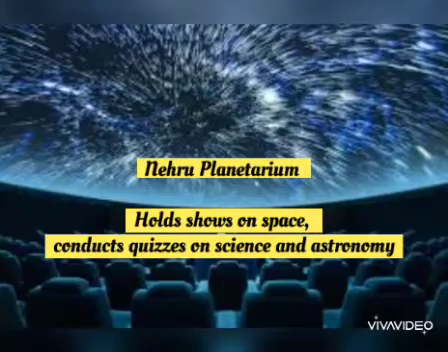 Nehru Planetarium
Holds shows on space,
conducts quizzes on science and astronomy
VIVAVIDEO